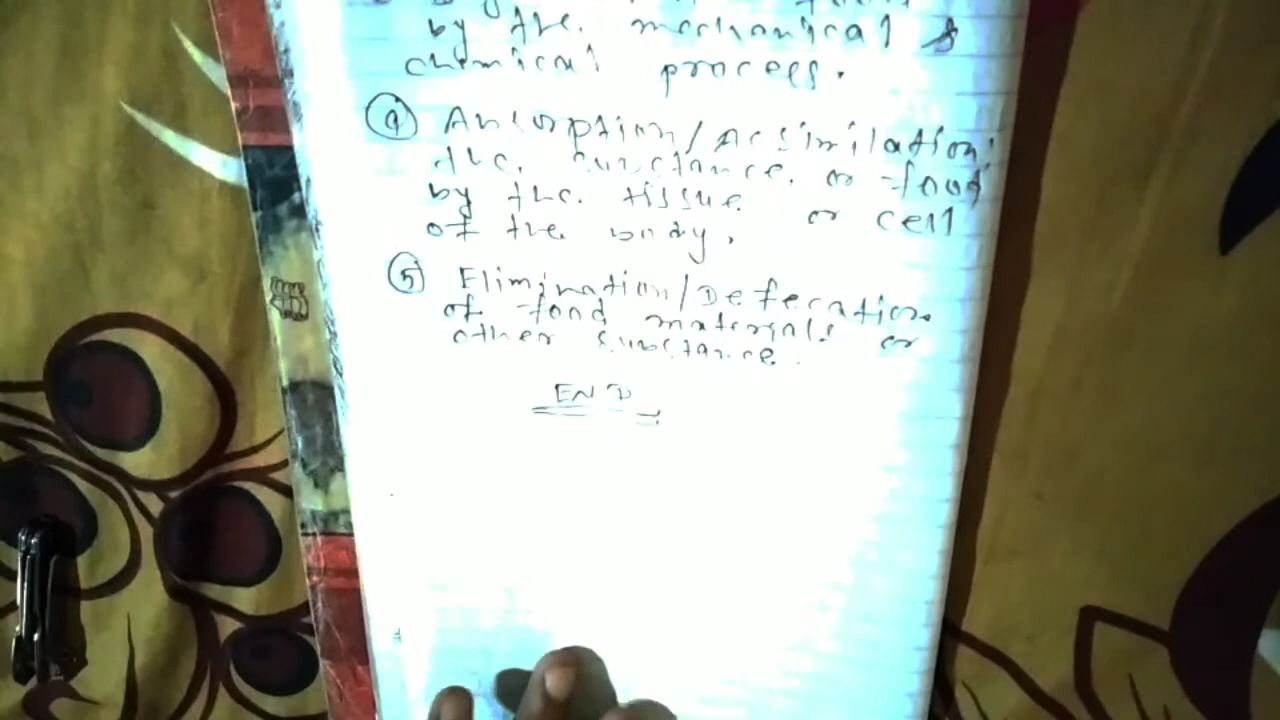 by the. mechanical &
chemical process.
④ Absorption/Assimilation:
the. substance. or food
by the. tissue. or cell
of the body.
⑤ Elimination/Defecation
of food materials or
other substance.
END